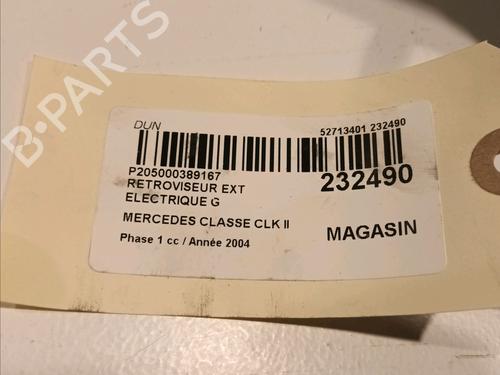 DUN
52713401 232490
P205000389167
RETROVISEUR EXT
ELECTRIQUE G
232490
MERCEDES CLASSE CLK II
Phase 1 cc / Année 2004
MAGASIN
B-PARTS